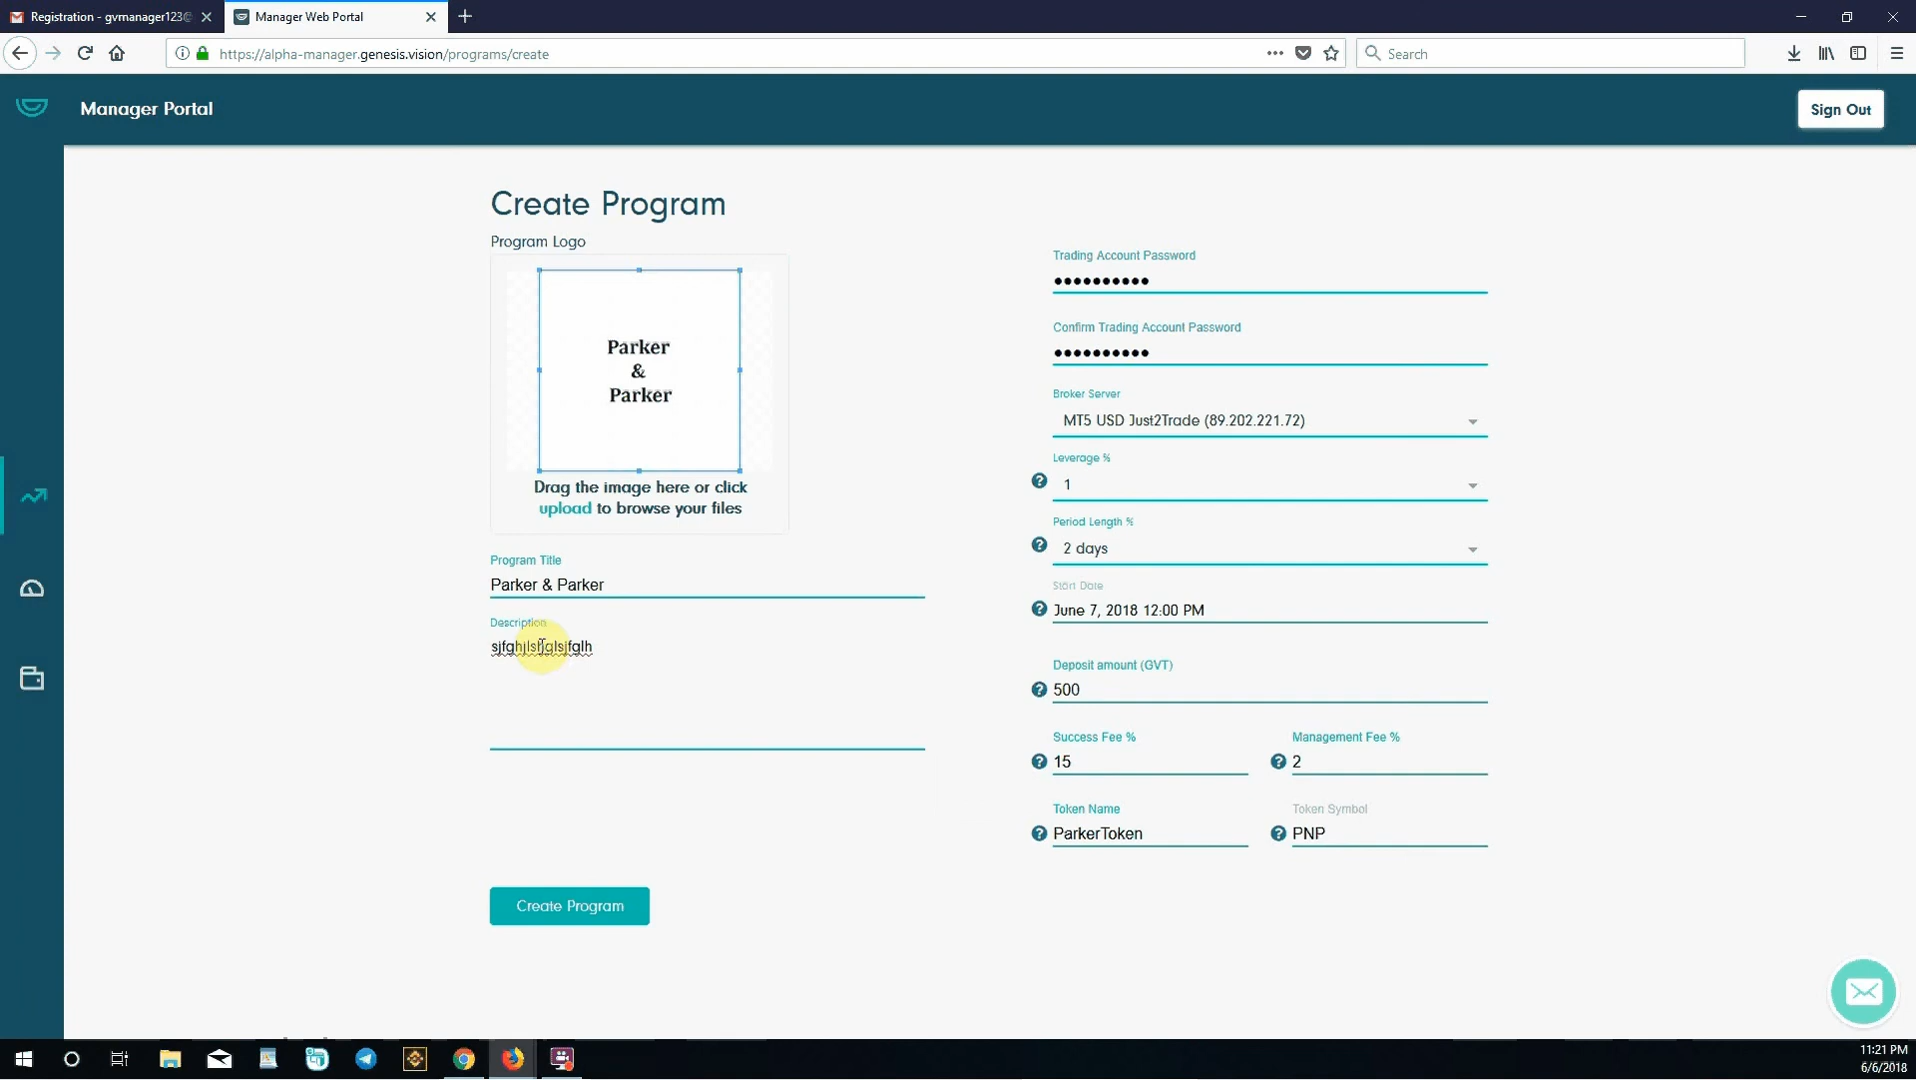 Registration - gvmanager123@
Manager Web Portal
https://alpha-manager.genesis.vision/programs/create
Search
Manager Portal
Sign Out
Create Program
Program Logo
Parker
&
Parker
Drag the image here or click
upload to browse your files
Program Title
Parker & Parker
Description
sjfghjlsfjglsjfglh
Create Program
Trading Account Password
Confirm Trading Account Password
Broker Server
MT5 USD Just2Trade (89.202.221.72)
Leverage %
1
Period Length %
2 days
Start Date
June 7, 2018 12:00 PM
Deposit amount (GVT)
500
Success Fee %
Management Fee %
15
2
Token Name
Token Symbol
ParkerToken
PNP
11:21 PM
6/6/2018